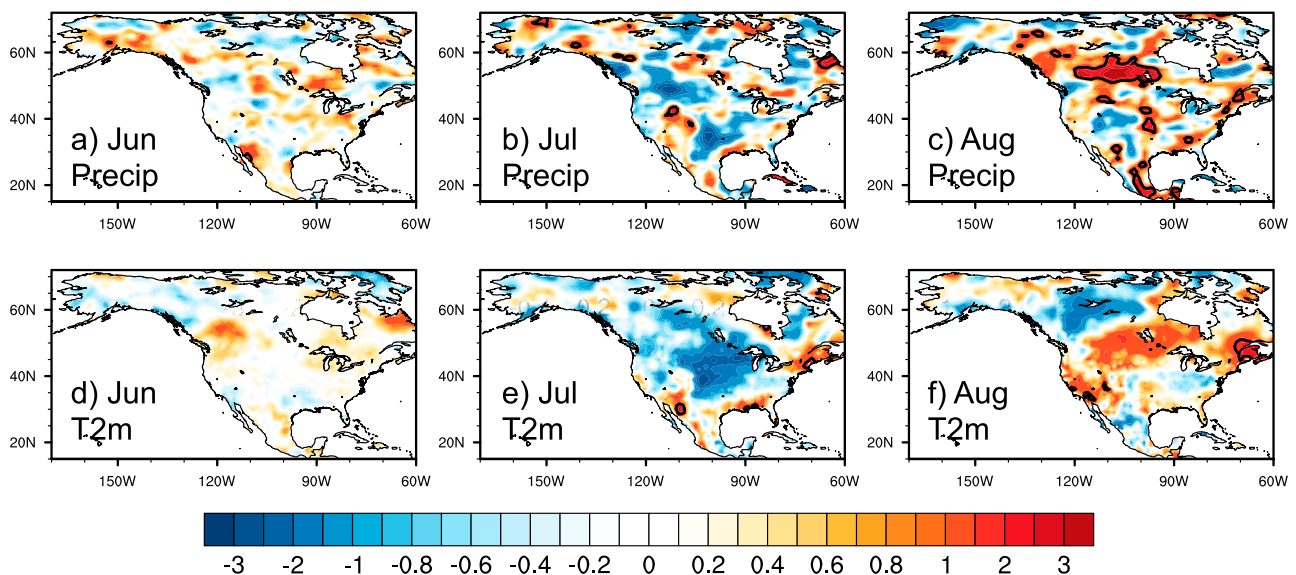 60N
40N
20N
a) Jun
Precip
150W 120W 90W 60W
60N
40N
20N
b) Jul
Precip
150W 120W 90W 60W
60N
40N
20N
c) Aug
Precip
150W 120W 90W 60W
60N
40N
20N
d) Jun
T2m
150W 120W 90W 60W
60N
40N
20N
e) Jul
T2m
150W 120W 90W 60W
60N
40N
20N
f) Aug
T2m
150W 120W 90W 60W
-3 -2 -1 -0.8 -0.6 -0.4 -0.2 0 0.2 0.4 0.6 0.8 1 2 3